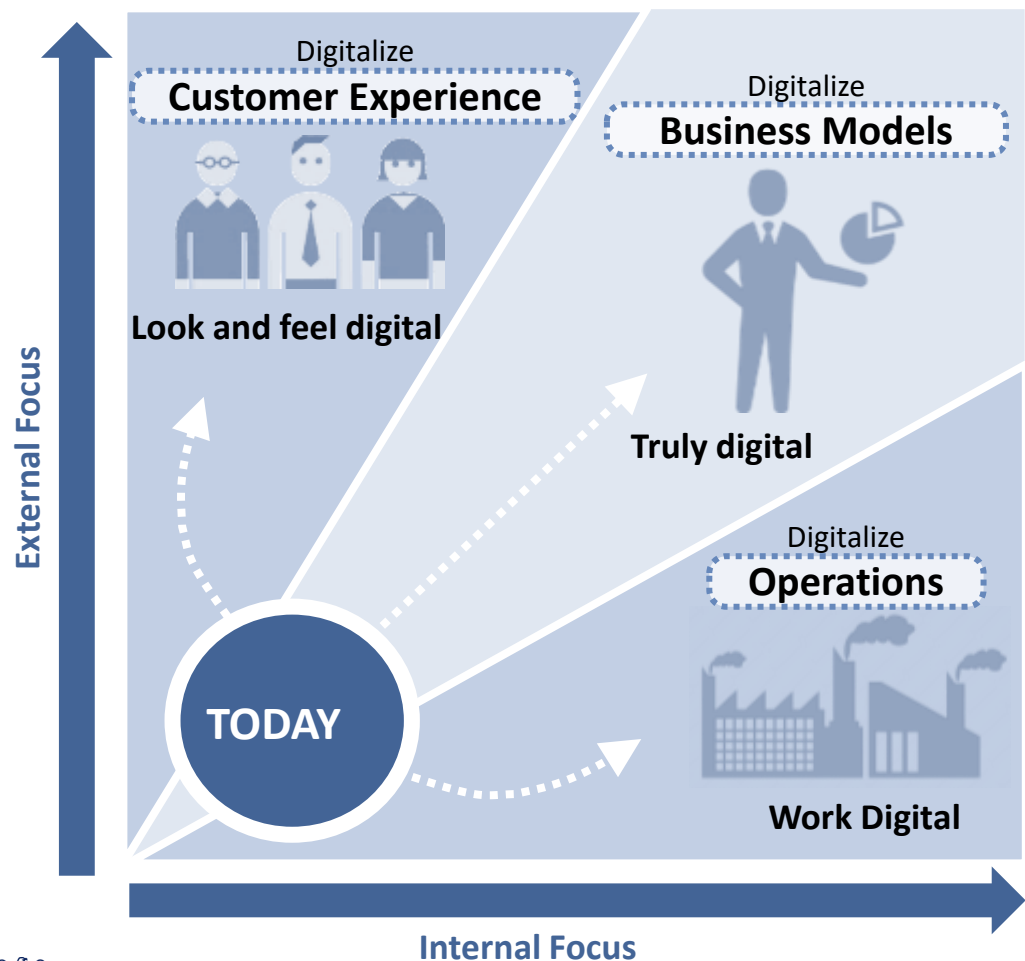 Digitalize
Customer Experience
Look and feel digital
Digitalize
Business Models
Truly digital
Digitalize
Operations
Work Digital
TODAY
External Focus
Internal Focus